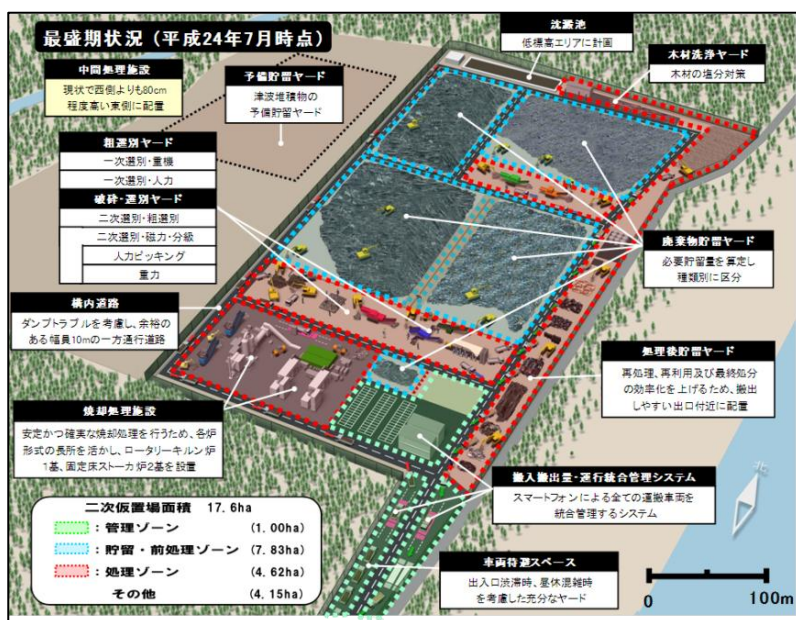 最盛期状況（平成24年7月時点）
沈澱池
低標高エリアに計画
木材洗浄ヤード
木材の塩分対策
中間処理施設
現状で西側よりも80cm
程度高い東側に配置
予備貯留ヤード
津波堆積物の
予備貯留ヤード
粗選別ヤード
一次選別・重機
一次選別・人力
破砕・選別ヤード
二次選別・粗選別
二次選別・磁力・分級
人力ピッキング
重力
廃棄物貯留ヤード
必要貯留量を算定し
種類別に区分
構内道路
ダンプトラブルを考慮し、余裕の
ある幅員10mの一方通行道路
処理後貯留ヤード
再処理、再利用及び最終処分
の効率化を上げるため、搬出
しやすい出口付近に配置
焼却処理施設
安定かつ確実な焼却処理を行うため、各炉
形式の長所を活かし、ロータリーキルン炉
1基、固定床ストーカ炉2基を設置
搬入搬出量・運行統合管理システム
スマートフォンによる全ての運搬車両を
統合管理するシステム
二次仮置場面積 17.6ha
：管理ゾーン (1.00ha)
：貯留・前処理ゾーン (7.83ha)
：処理ゾーン (4.62ha)
その他 (4.15ha)
車両待避スペース
出入口渋滞時、昼休混雑時
を考慮した充分なヤード
0 100m